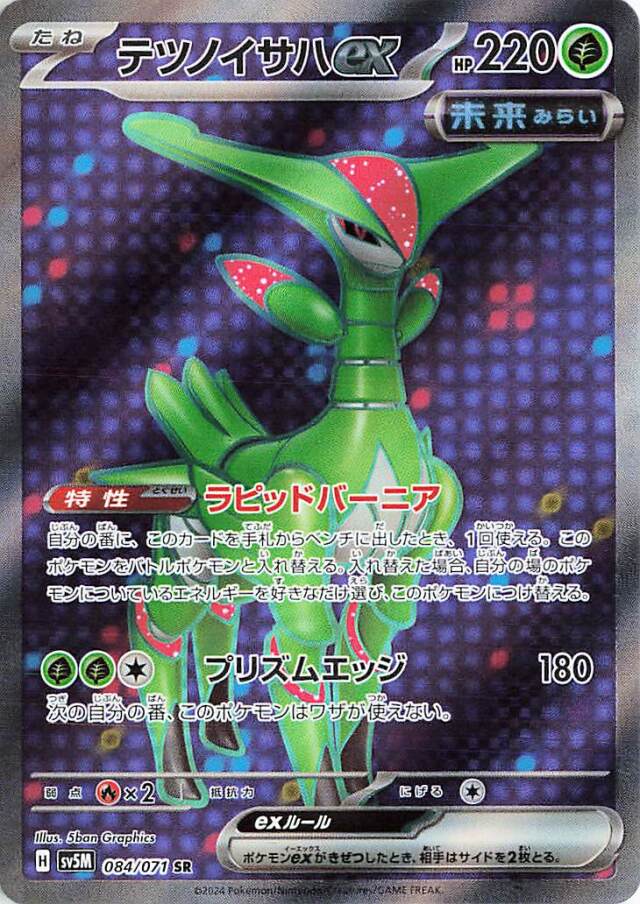 たね
テツノイサハex HP220
未来 みらい
特性 とくせい ラピッドバーニア
自分の番に、このカードを手札からベンチに出したとき、1回使える。この
ポケモンをバトルポケモンと入れ替える。入れ替えた場合、自分の場のポケ
モンについているエネルギーを好きなだけ選び、このポケモンにつけ替える。
プリズムエッジ 180
次の自分の番、このポケモンはワザが使えない。
弱点 ×2 抵抗力 にげる
exルール
ポケモンexがきぜつしたとき、相手はサイドを2枚とる。
Illus. 5ban Graphics
H sv5M 084/071 SR
©2024 Pokémon/Nintendo/Creatures/GAME FREAK.